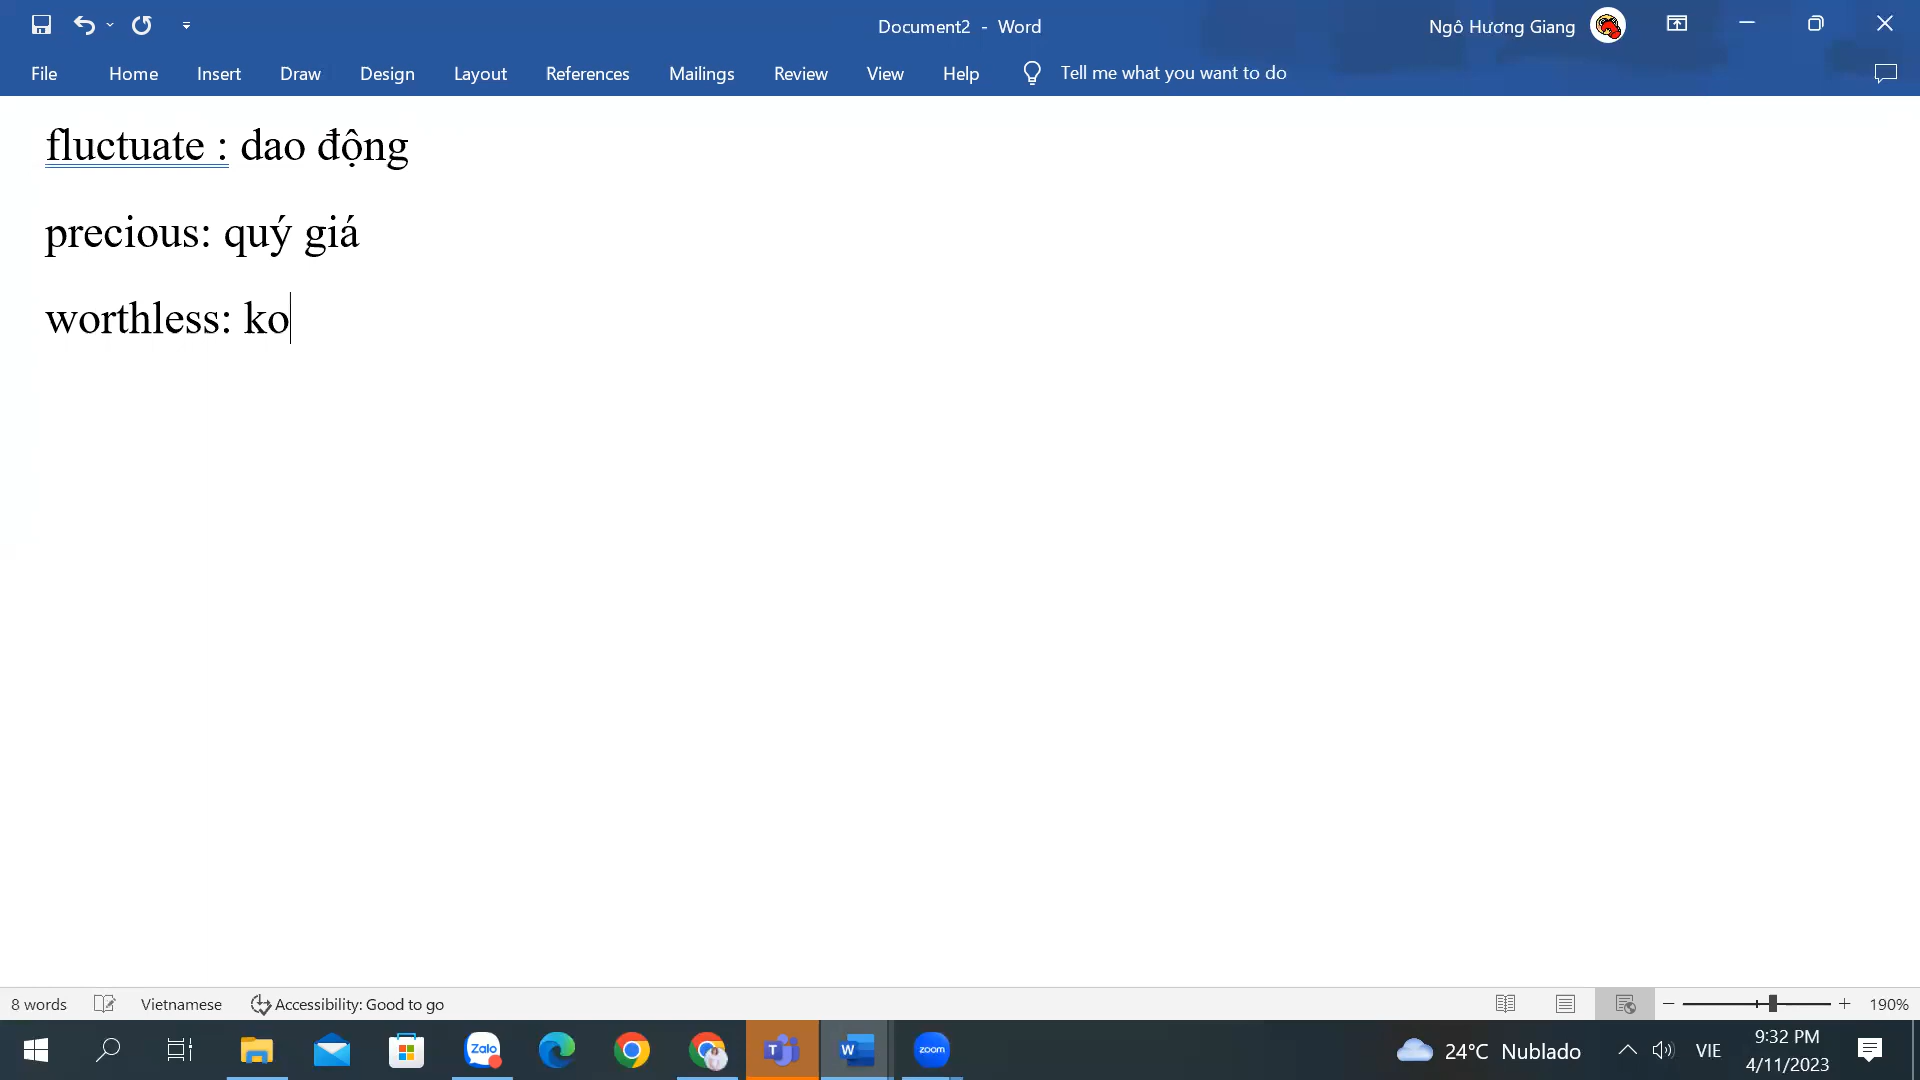 Document2 - Word
Ngô Hương Giang
File Home Insert Draw Design Layout References Mailings Review View Help Tell me what you want to do
fluctuate : dao động
precious: quý giá
worthless: ko
8 words Vietnamese Accessibility: Good to go 190%
Zalo zoom 24°C Nublado VIE 9:32 PM
4/11/2023